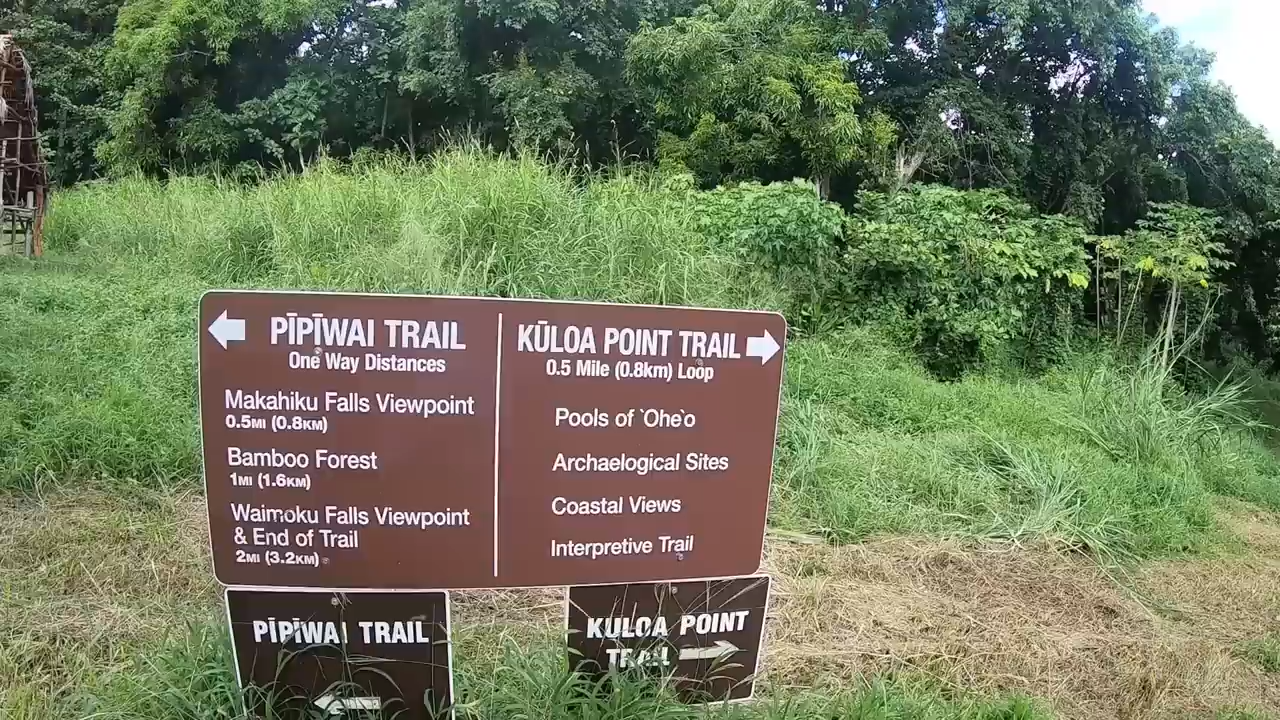 PĪPĪWAI TRAIL
One Way Distances
Makahiku Falls Viewpoint
0.5MI (0.8KM)
Bamboo Forest
1MI (1.6KM)
Waimoku Falls Viewpoint
& End of Trail
2MI (3.2KM)
KŪLOA POINT TRAIL
0.5 Mile (0.8km) Loop
Pools of `Ohe`o
Archaelogical Sites
Coastal Views
Interpretive Trail
PĪPĪWAI TRAIL
KULOA POINT
TRAIL